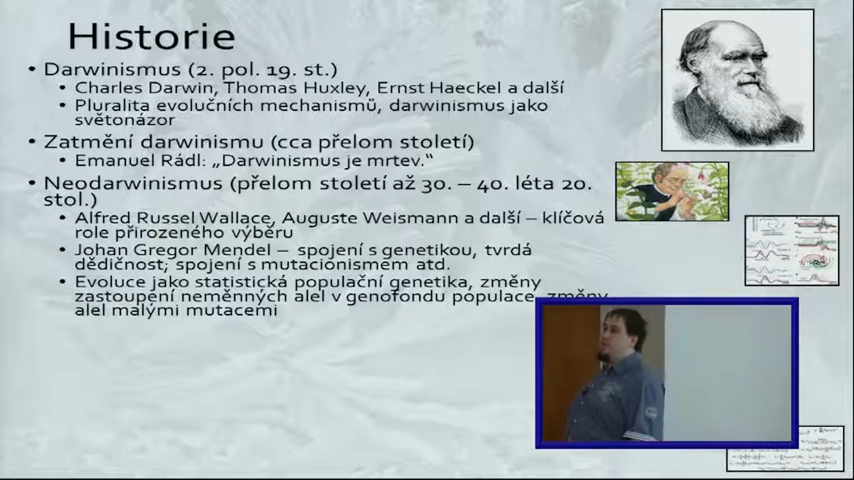 Historie
• Darwinismus (2. pol. 19. st.)
• Charles Darwin, Thomas Huxley, Ernst Haeckel a další
• Pluralita evolučních mechanismů, darwinismus jako
světonázor
• Zatmění darwinismu (cca přelom století)
• Emanuel Rádl: „Darwinismus je mrtev.“
• Neodarwinismus (přelom století až 30. – 40. léta 20.
stol.)
• Alfred Russel Wallace, Auguste Weismann a další – klíčová
role přirozeného výběru
• Johan Gregor Mendel – spojení s genetikou, tvrdá
dědičnost; spojení s mutacionismem atd.
• Evoluce jako statistická populační genetika, změny
zastoupení neměnných alel v genofondu populace, změny
alel malými mutacemi